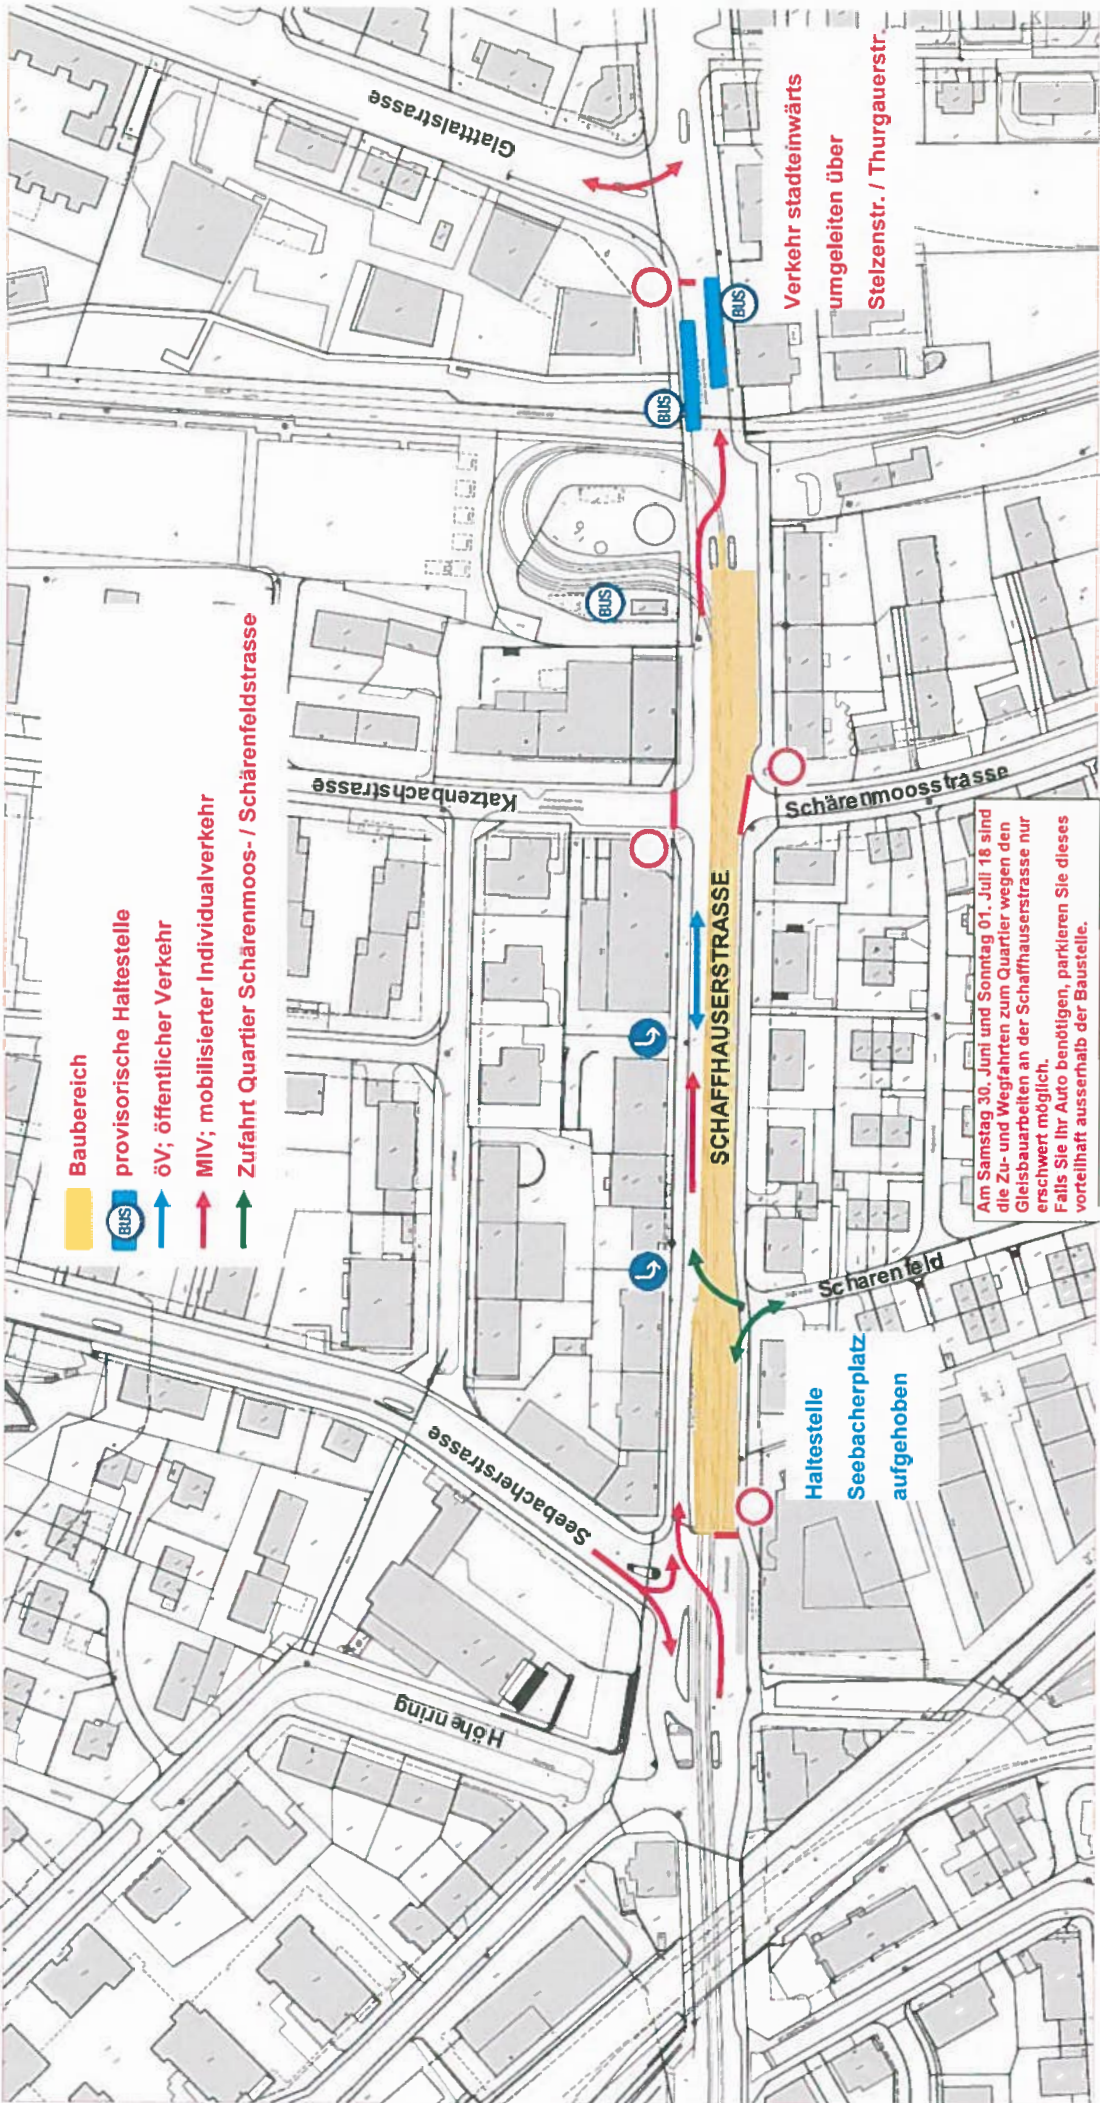 Baubereich
BUS
provisorische Haltestelle
öV; öffentlicher Verkehr
MIV; mobilisierter Individualverkehr
Zufahrt Quartier Schärenmoos- / Schärenfeldstrasse
Glatttalstrasse
Katzenbachstrasse
Seebacherstrasse
Höhenring
BUS
BUS
BUS
SCHAFFHAUSERSTRASSE
Schärenmoosstrasse
Schärenfeld
Verkehr stadteinwärts
umgeleiten über
Stelzenstr. / Thurgauerstr.
Haltestelle
Seebacherplatz
aufgehoben
Am Samstag 30. Juni und Sonntag 01. Juli 18 sind
die Zu- und Wegfahrten zum Quartier wegen den
Gleisbauarbeiten an der Schaffhauserstrasse nur
erschwert möglich.
Falls Sie Ihr Auto benötigen, parkieren Sie dieses
vorteilhaft ausserhalb der Baustelle.